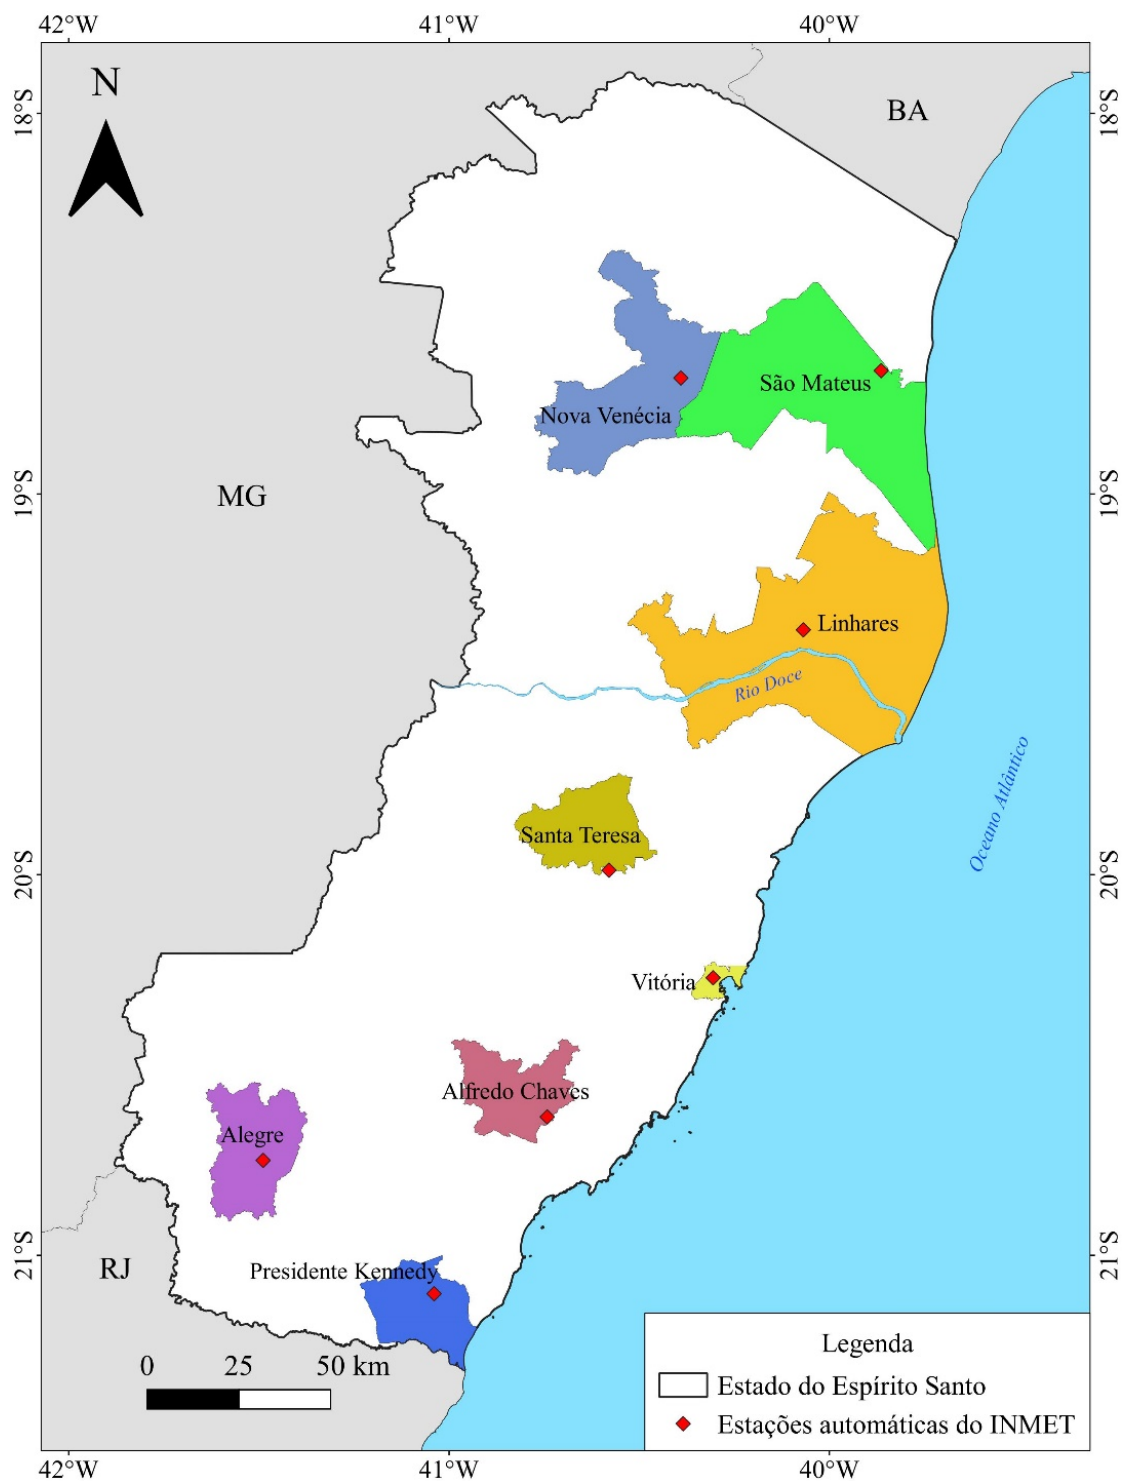 42°W 41°W 40°W
N
BA
18°S 18°S
São Mateus
Nova Venécia
MG
19°S 19°S
Linhares
Rio Doce
Oceano Atlântico
Santa Teresa
20°S 20°S
Vitória
Alfredo Chaves
Alegre
21°S 21°S
RJ
Presidente Kennedy
0 25 50 km
Legenda
Estado do Espírito Santo
Estações automáticas do INMET
42°W 41°W 40°W